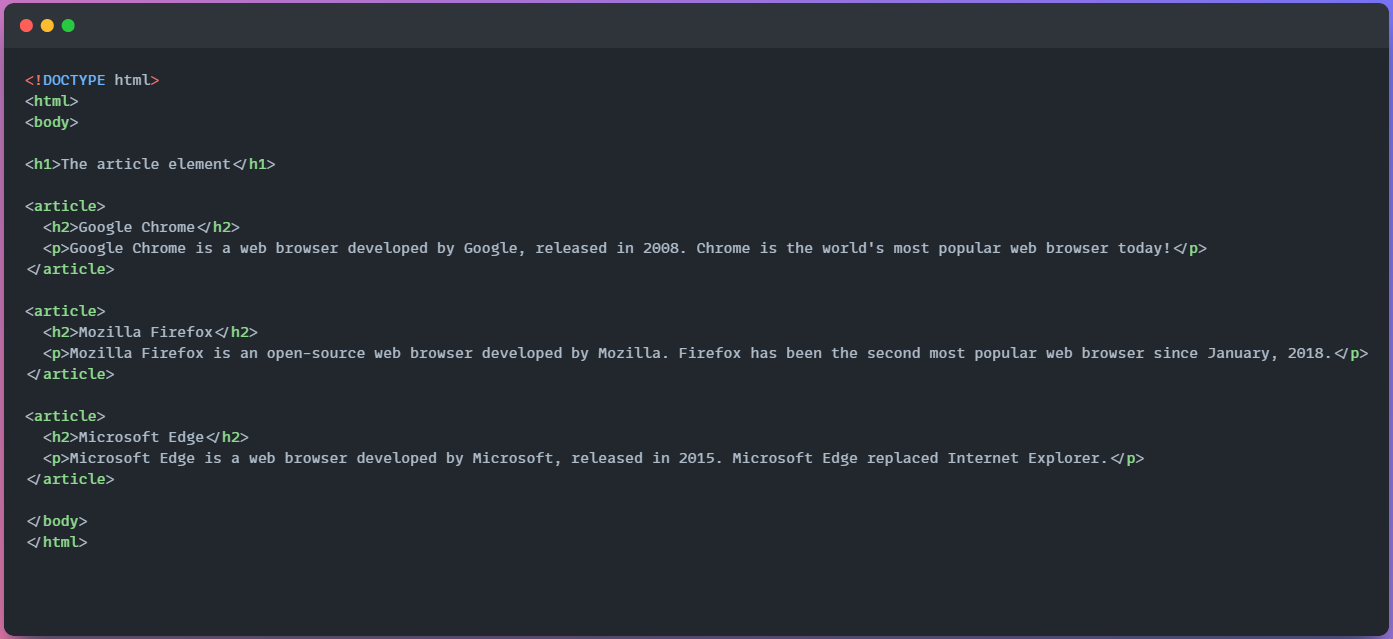 <!DOCTYPE html>
<html>
<body>

<h1>The article element</h1>

<article>
  <h2>Google Chrome</h2>
  <p>Google Chrome is a web browser developed by Google, released in 2008. Chrome is the world's most popular web browser today!</p>
</article>

<article>
  <h2>Mozilla Firefox</h2>
  <p>Mozilla Firefox is an open-source web browser developed by Mozilla. Firefox has been the second most popular web browser since January, 2018.</p>
</article>

<article>
  <h2>Microsoft Edge</h2>
  <p>Microsoft Edge is a web browser developed by Microsoft, released in 2015. Microsoft Edge replaced Internet Explorer.</p>
</article>

</body>
</html>